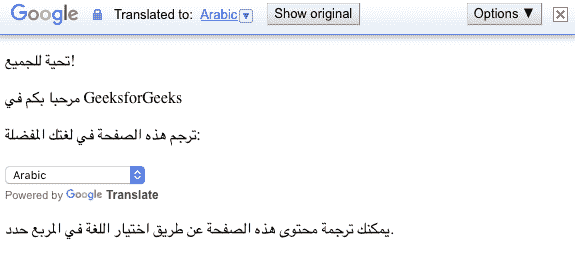 Google Translated to: Arabic ▼ Show original Options ▼
تحية للجميع!
مرحبا بكم في GeeksforGeeks
ترجم هذه الصفحة في لغتك المفضلة:
Arabic
Powered by Google Translate
يمكنك ترجمة محتوى هذه الصفحة عن طريق اختيار اللغة في المربع حدد.